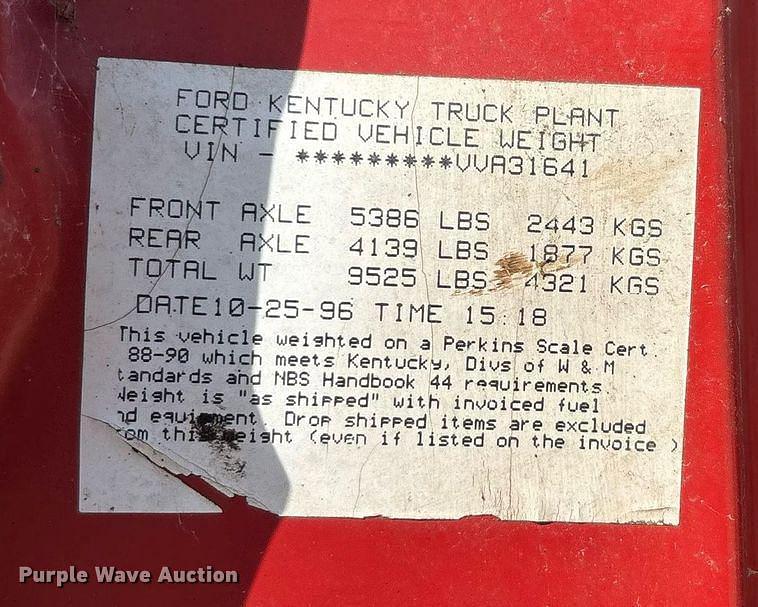 FORD KENTUCKY TRUCK PLANT
CERTIFIED VEHICLE WEIGHT
VIN - *********VVA31641
FRONT AXLE 5386 LBS 2443 KGS
REAR AXLE 4139 LBS 1877 KGS
TOTAL WT 9525 LBS 4321 KGS
DATE10-25-96 TIME 15:18
This vehicle weighted on a Perkins Scale Cert.
88-90 which meets Kentucky, Divs of W & M
tandards and NBS Handbook 44 requirements.
Weight is "as shipped" with invoiced fuel
nd equipment. Drop shipped items are excluded
om this weight (even if listed on the invoice )
Purple Wave Auction